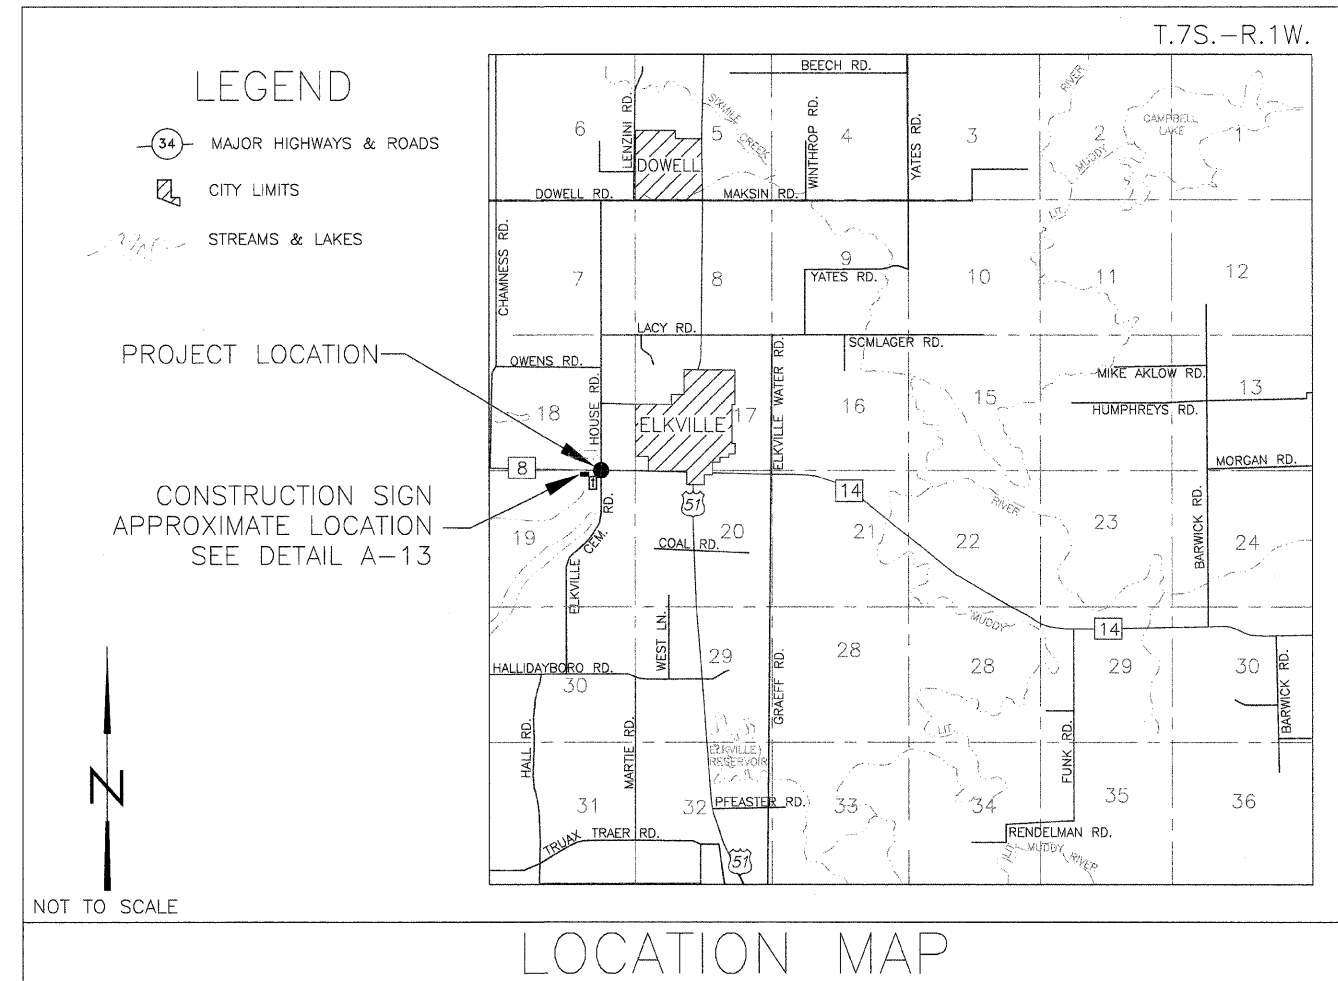 T.7S.-R.1W.
LEGEND
34 MAJOR HIGHWAYS & ROADS
CITY LIMITS
STREAMS & LAKES
PROJECT LOCATION
CONSTRUCTION SIGN
APPROXIMATE LOCATION
SEE DETAIL A-13
N
NOT TO SCALE
BEECH RD.
RIVER
SIXMILE CREEK
CAMPBELL
LAKE
6
LENZINI RD.
5
WINTHROP RD.
4
YATES RD.
3
2
1
MUDDY
DOWELL
DOWELL RD.
MAKSIN RD.
LIT
CHAMNESS RD.
7
8
9
YATES RD.
10
11
12
LACY RD.
SCMLAGER RD.
OWENS RD.
MIKE AKLOW RD.
13
HOUSE RD.
ELKVILLE WATER RD.
18
ELKVILLE
17
16
15
HUMPHREYS RD.
8
MORGAN RD.
14
51
RIVER
BARWICK RD.
19
ELKVILLE CEM. RD.
20
COAL RD.
21
22
23
24
MUDDY
14
WEST LN.
HALLIDAYBORO RD.
30
29
GRAEFF RD.
28
28
29
30
BARWICK RD.
HALL RD.
MARTIE RD.
(ELKVILLE)
RESERVOIR
LIT
FUNK RD.
31
32
PFEASTER RD.
33
34
35
36
TRUAX TRAER RD.
RENDELMAN RD.
LIT MUDDY RIVER
51
LOCATION MAP